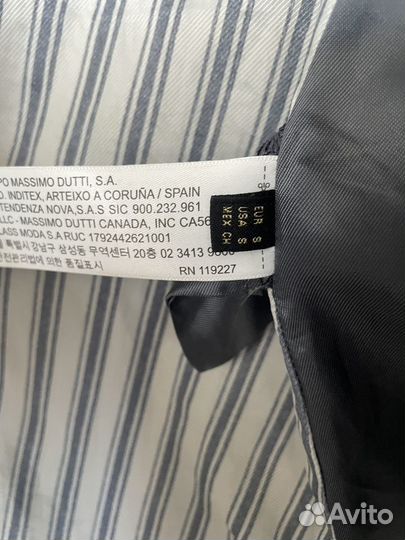 PO MASSIMO DUTTI, S.A.
D. INDITEX, ARTEIXO A CORUÑA / SPAIN
TENDENZA NOVA,S.A.S SIC 900.232.961
LLC - MASSIMO DUTTI CANADA, INC CA56
LASS MODA S.A RUC 1792442621001
강남구 삼성동 무역센터 20층 02 3413 9800
안전관리법에 의한 품질표시
RN 119227
EUR S
USA S
MEX CH
Avito